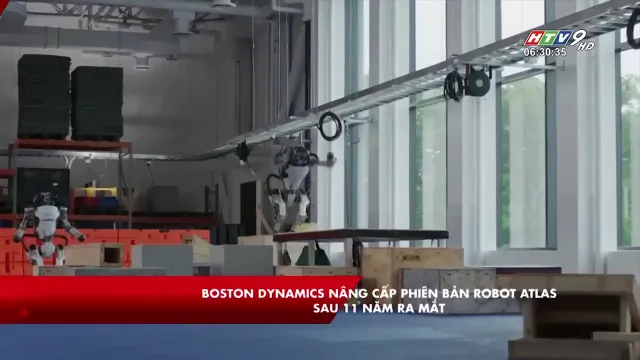 HTV9 HD
06:30:35
BOSTON DYNAMICS NÂNG CẤP PHIÊN BẢN ROBOT ATLAS
SAU 11 NĂM RA MẮT